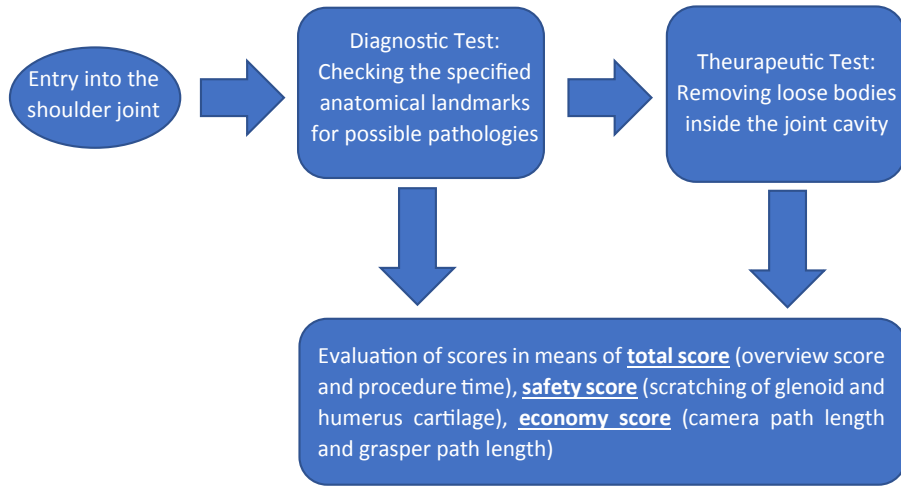 Entry into the
shoulder joint
Diagnostic Test:
Checking the specified
anatomical landmarks
for possible pathologies
Theurapeutic Test:
Removing loose bodies
inside the joint cavity
Evaluation of scores in means of total score (overview score
and procedure time), safety score (scratching of glenoid and
humerus cartilage), economy score (camera path length
and grasper path length)